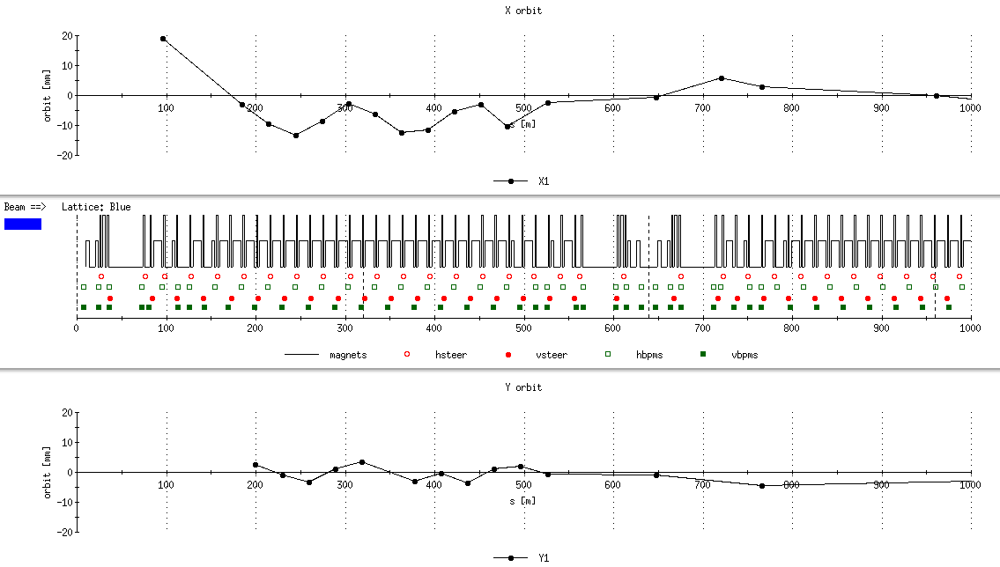 X orbit
20
10
0
-10
-20
orbit [mm]
100 200 300 400 500 600 700 800 900 1000
s [m]
X1
Beam ==> Lattice: Blue
0 100 200 300 400 500 600 700 800 900 1000
magnets hsteer vsteer hbpms vbpms
Y orbit
20
10
0
-10
-20
orbit [mm]
100 200 300 400 500 600 700 800 900 1000
s [m]
Y1